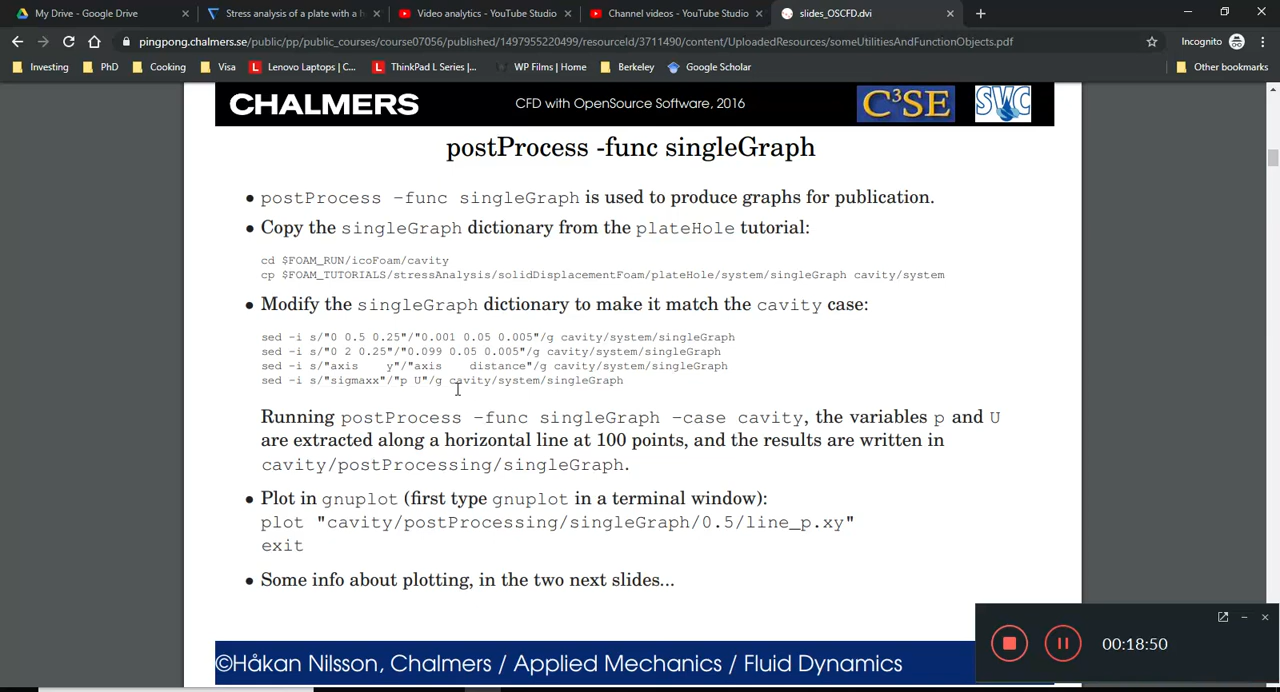 My Drive - Google Drive
Stress analysis of a plate with a h
Video analytics - YouTube Studio
Channel videos - YouTube Studio
slides_OSCFD.dvi
pingpong.chalmers.se/public/pp/public_courses/course07056/published/1497955220499/resourceId/3711490/content/UploadedResources/someUtilitiesAndFunctionObjects.pdf
Incognito
Investing
PhD
Cooking
Visa
Lenovo Laptops | C...
ThinkPad L Series |...
WP Films | Home
Berkeley
Google Scholar
Other bookmarks
CHALMERS
CFD with OpenSource Software, 2016
C3SE
SVC
postProcess -func singleGraph
• postProcess -func singleGraph is used to produce graphs for publication.
• Copy the singleGraph dictionary from the plateHole tutorial:
cd $FOAM_RUN/icoFoam/cavity
cp $FOAM_TUTORIALS/stressAnalysis/solidDisplacementFoam/plateHole/system/singleGraph cavity/system
• Modify the singleGraph dictionary to make it match the cavity case:
sed -i s/"0 0.5 0.25"/"0.001 0.05 0.005"/g cavity/system/singleGraph
sed -i s/"0 2 0.25"/"0.099 0.05 0.005"/g cavity/system/singleGraph
sed -i s/"axis    y"/"axis    distance"/g cavity/system/singleGraph
sed -i s/"sigmaxx"/"p U"/g cavity/system/singleGraph
Running postProcess -func singleGraph -case cavity, the variables p and U
are extracted along a horizontal line at 100 points, and the results are written in
cavity/postProcessing/singleGraph.
• Plot in gnuplot (first type gnuplot in a terminal window):
plot "cavity/postProcessing/singleGraph/0.5/line_p.xy"
exit
• Some info about plotting, in the two next slides...
©Håkan Nilsson, Chalmers / Applied Mechanics / Fluid Dynamics
00:18:50